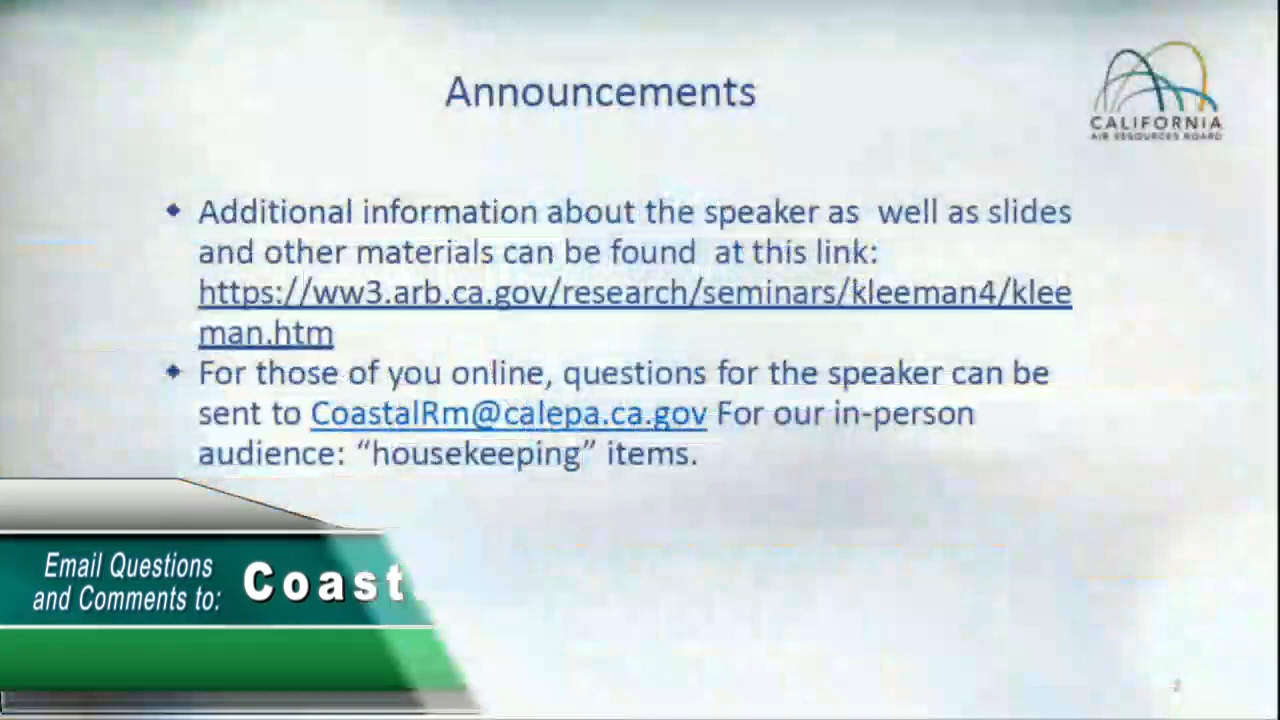 Announcements
CALIFORNIA
AIR RESOURCES BOARD
Additional information about the speaker as well as slides
and other materials can be found at this link:
https://ww3.arb.ca.gov/research/seminars/kleeman4/klee
man.htm
For those of you online, questions for the speaker can be
sent to CoastalRm@calepa.ca.gov For our in-person
audience: “housekeeping” items.
Email Questions
and Comments to:
Coast
2